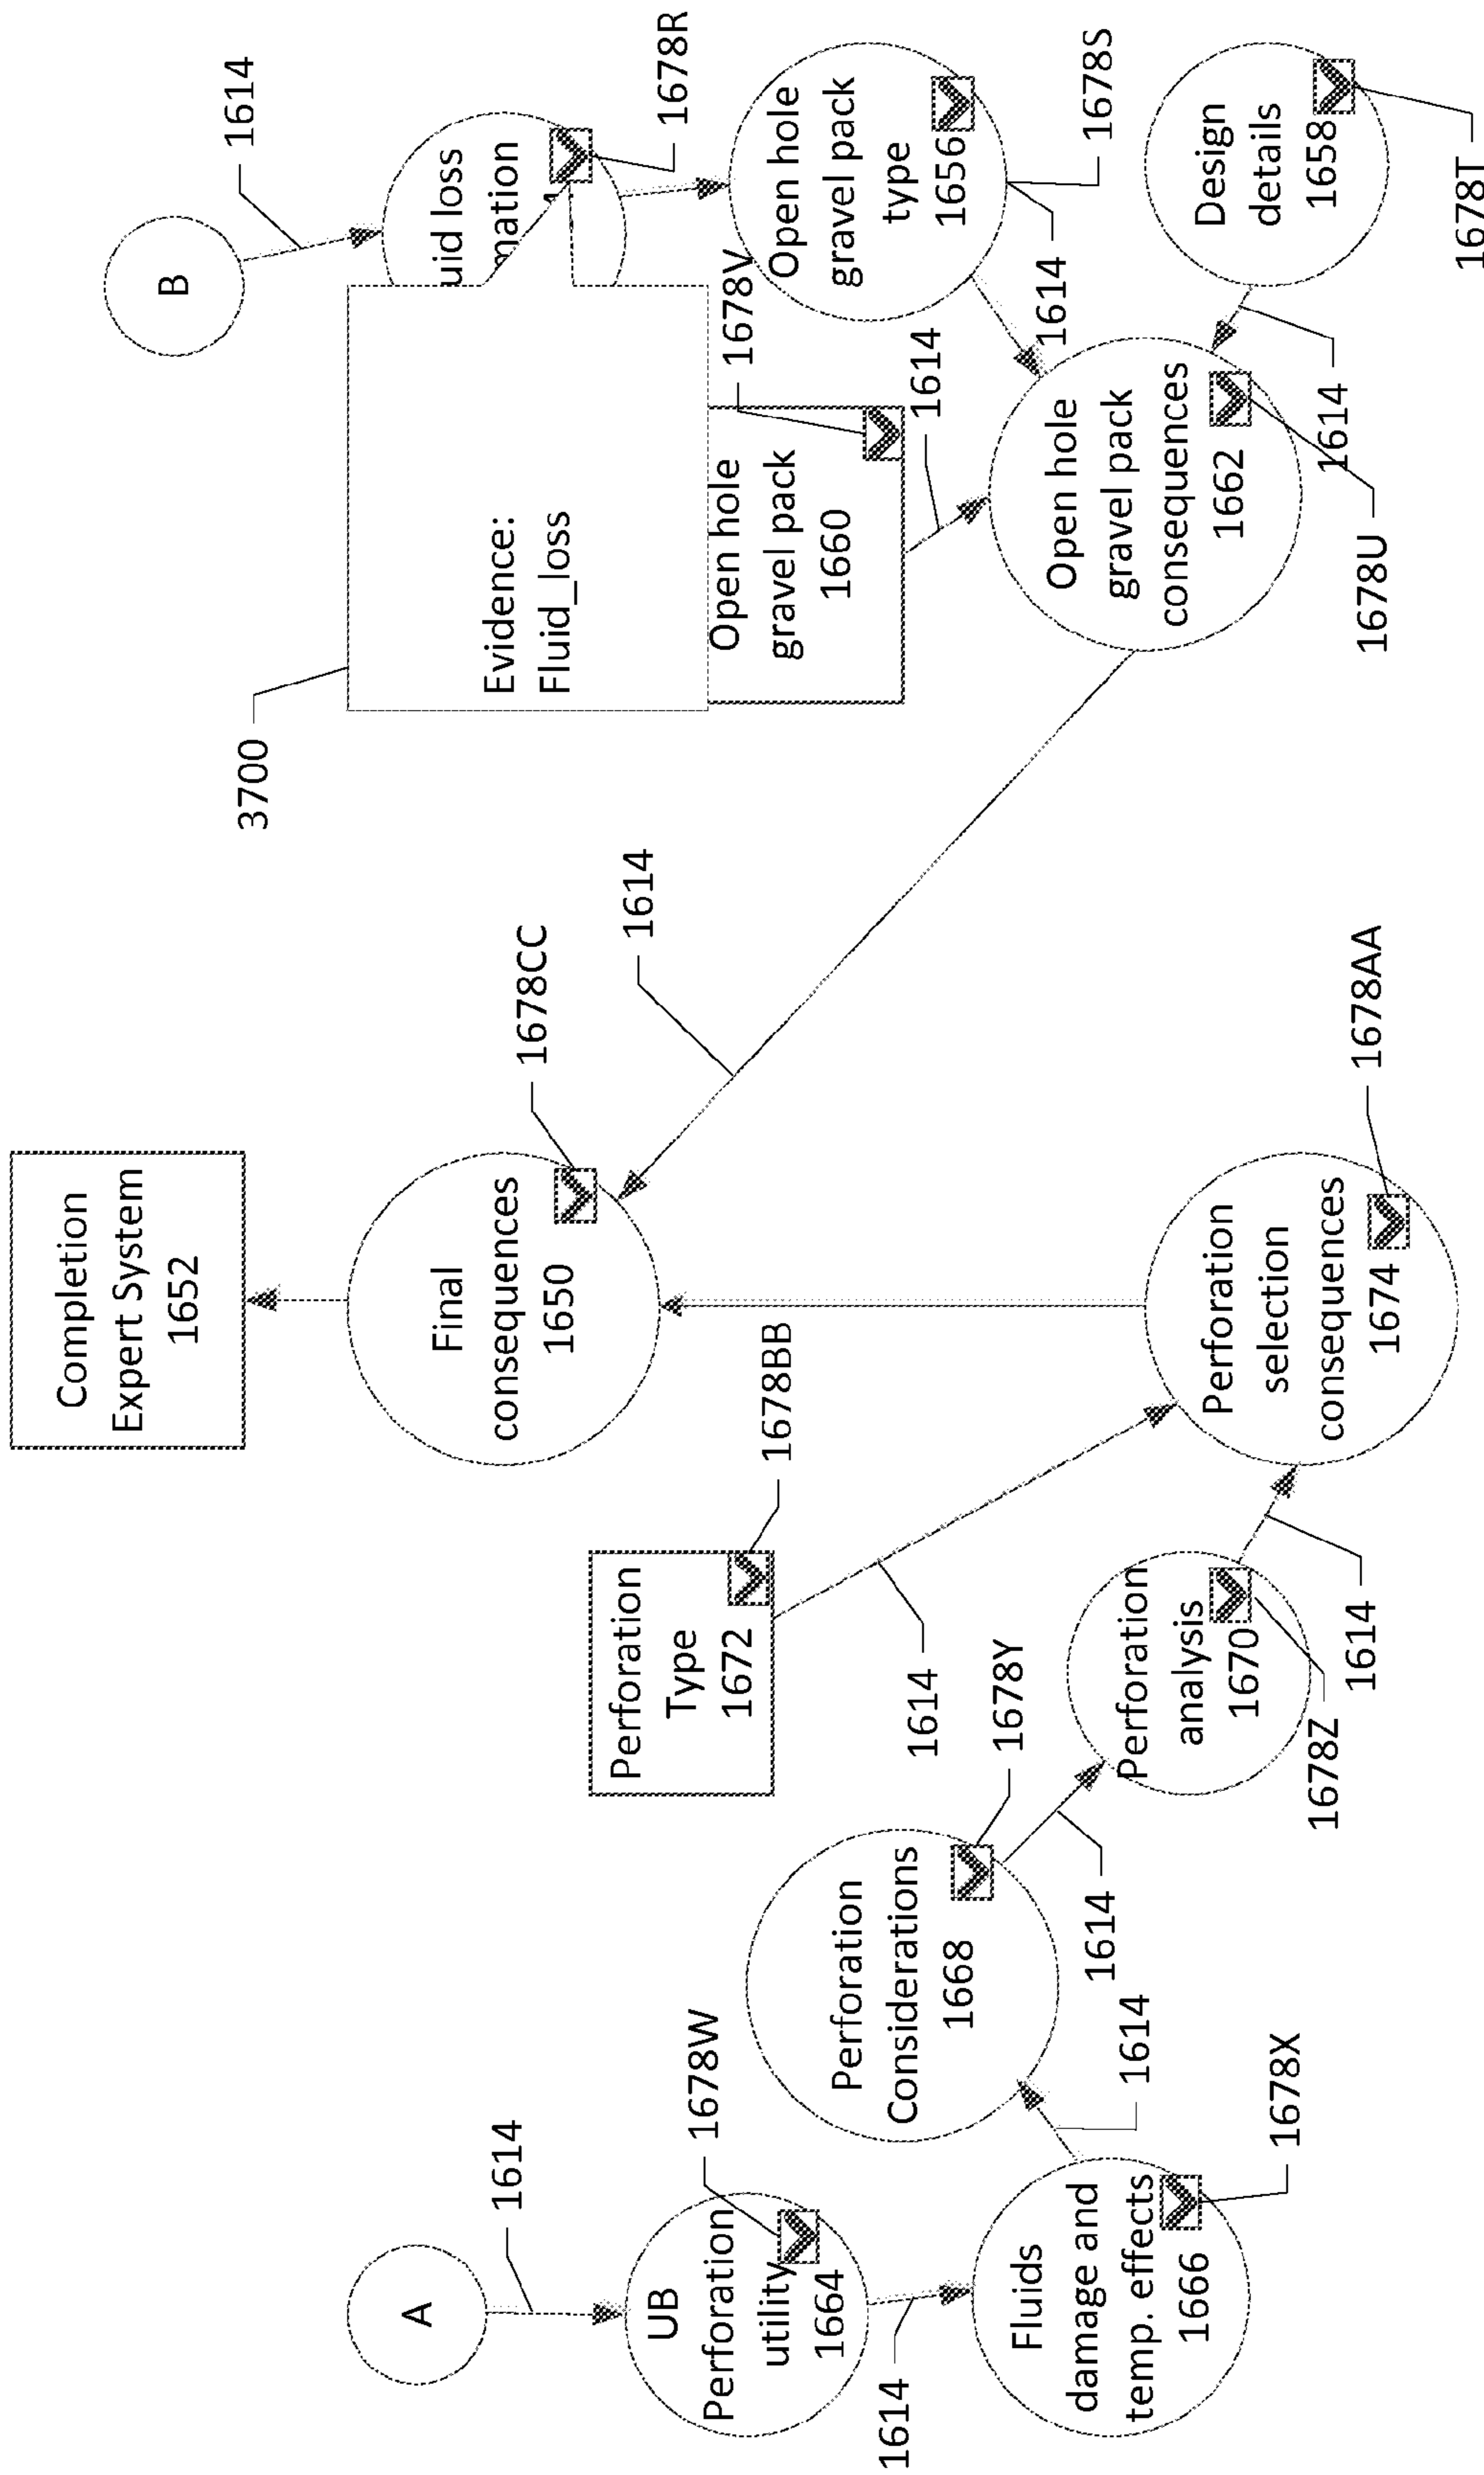 Completion
Expert System
1652
Final
consequences
1650
1678CC
1614
3700
Evidence:
Fluid_loss
B
1614
uid loss
mation
1678R
Open hole
gravel pack
type
1656
1678S
1678V
Open hole
gravel pack
1660
1614
1614
Open hole
gravel pack
consequences
1662
1678U
Design
details
1658
1678T
1614
A
1614
UB
Perforation
utility
1664
1678W
1614
Fluids
damage and
temp. effects
1666
1678X
1614
Perforation
Considerations
1668
1678Y
1614
Perforation
Type
1672
1678BB
1614
Perforation
analysis
1670
1678Z
1614
Perforation
selection
consequences
1674
1678AA